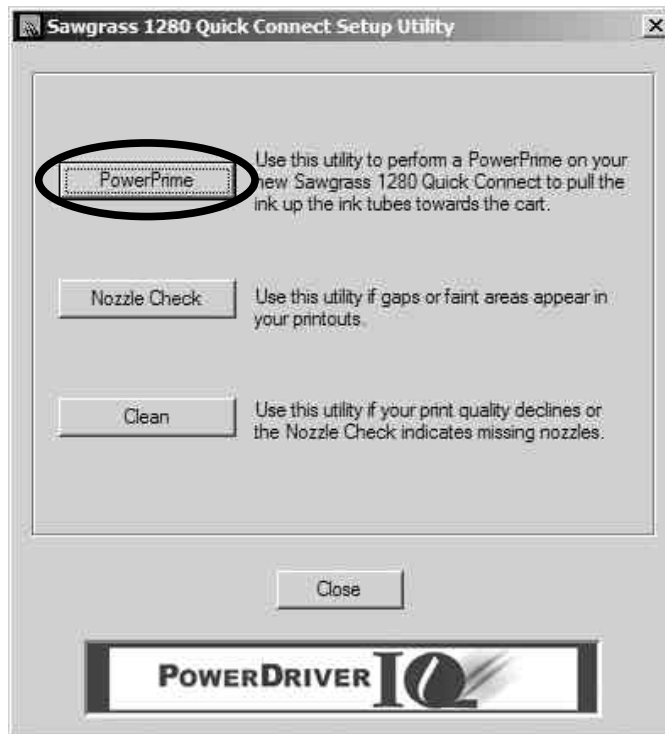 Sawgrass 1280 Quick Connect Setup Utility
PowerPrime
Use this utility to perform a PowerPrime on your
new Sawgrass 1280 Quick Connect to pull the
ink up the ink tubes towards the cart.
Nozzle Check
Use this utility if gaps or faint areas appear in
your printouts.
Clean
Use this utility if your print quality declines or
the Nozzle Check indicates missing nozzles.
Close
POWERDRIVER IQ